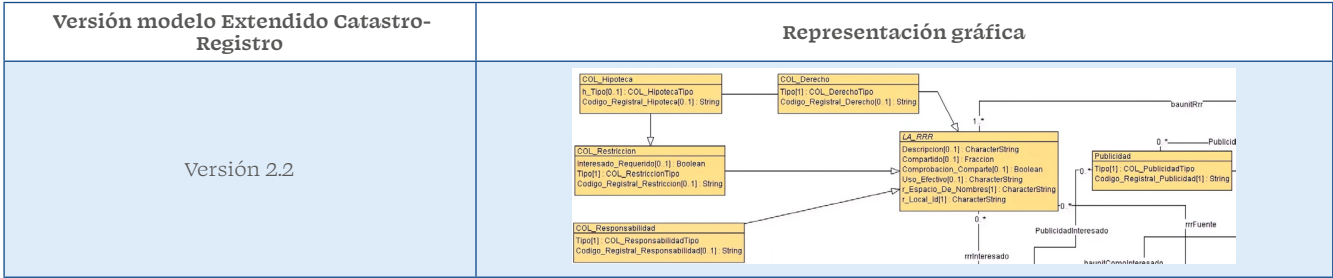 Versión modelo Extendido Catastro-
Registro
Representación gráfica
Versión 2.2
COL_Hipoteca
h_Tipo[0..1] : COL_HipotecaTipo
Codigo_Registral_Hipoteca[0..1] : String
COL_Derecho
Tipo[1] : COL_DerechoTipo
Codigo_Registral_Derecho[0..1] : String
baunitRrr
1..*
LA_RRR
Descripcion[0..1] : CharacterString
Compartido[0..1] : Fraccion
Comprobacion_Comparte[0..1] : Boolean
Uso_Efectivo[0..1] : CharacterString
r_Espacio_De_Nombres[1] : CharacterString
r_Local_Id[1] : CharacterString
COL_Restriccion
Interesado_Requerido[0..1] : Boolean
Tipo[1] : COL_RestriccionTipo
Codigo_Registral_Restriccion[0..1] : String
0..*
Publicid
Publicidad
Tipo[1] : COL_PublicidadTipo
Codigo_Registral_Publicidad[1] : String
0..*
0..*
0..*
COL_Responsabilidad
Tipo[1] : COL_ResponsabilidadTipo
Codigo_Registral_Responsabilidad[0..1] : String
PublicidadInteresado
rrrFuente
rrrInteresado
baunitComoInteresado